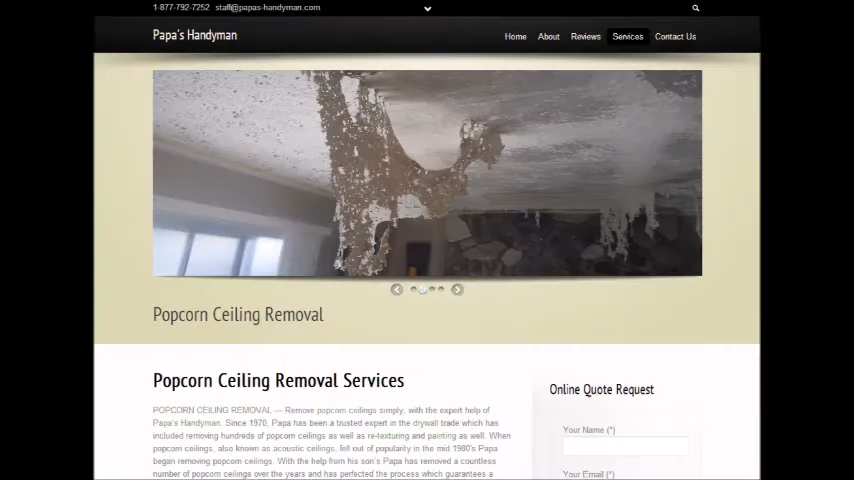 1-877-792-7252 staff@papas-handyman.com
Papa's Handyman
Home About Reviews Services Contact Us
Popcorn Ceiling Removal
Popcorn Ceiling Removal Services
POPCORN CEILING REMOVAL — Remove popcorn ceilings simply, with the expert help of
Papa's Handyman. Since 1970, Papa has been a trusted expert in the drywall trade which has
included removing hundreds of popcorn ceilings as well as re-texturing and painting as well. When
popcorn ceilings, also known as acoustic ceilings, fell out of popularity in the mid 1980's Papa
began removing popcorn ceilings. With the help from his son's Papa has removed a countless
number of popcorn ceilings over the years and has perfected the process which guarantees a
Online Quote Request
Your Name (*)
Your Email (*)